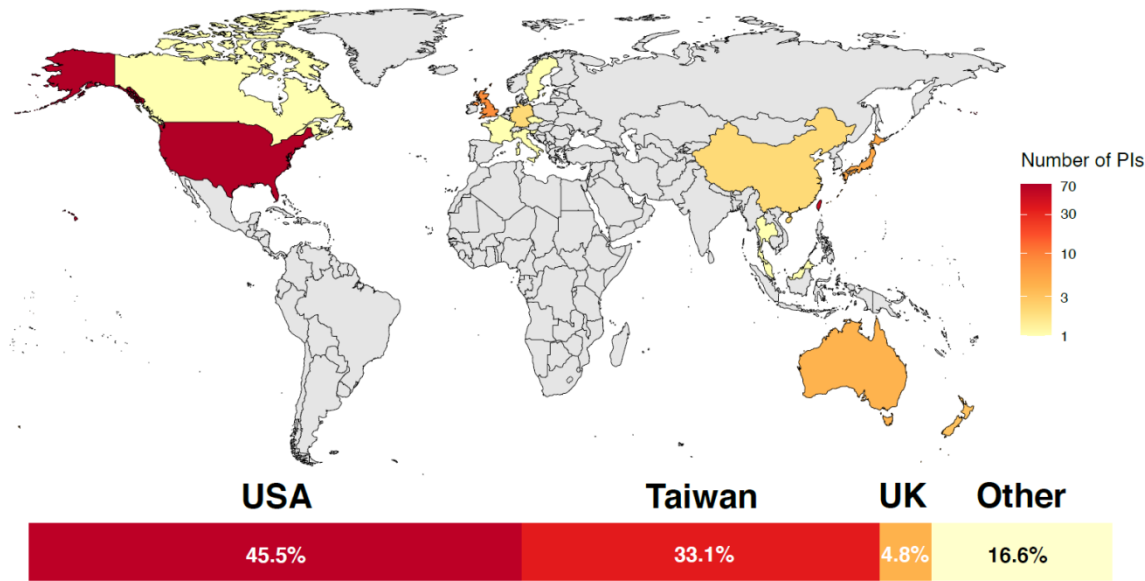 Number of PIs
70
30
10
3
1
USA Taiwan UK Other
45.5% 33.1% 4.8% 16.6%